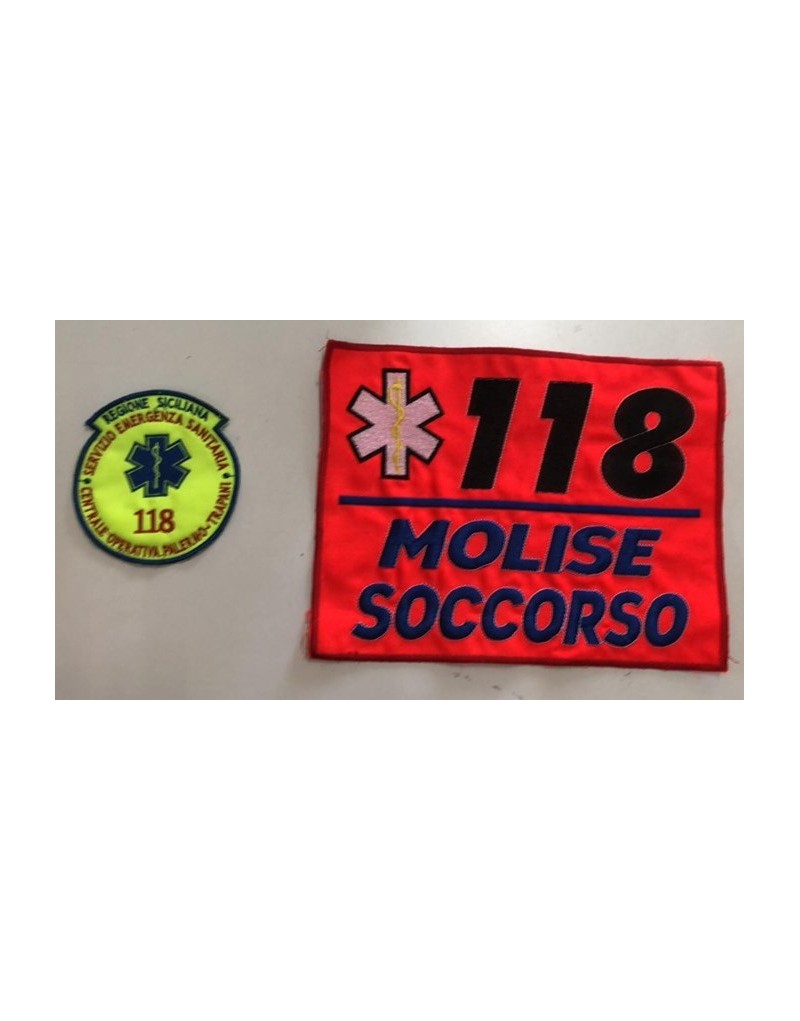 REGIONE SICILIANA
SERVIZIO EMERGENZA SANITARIA
118
CENTRALE OPERATIVA PALERMO-TRAPANI
118
MOLISE
SOCCORSO